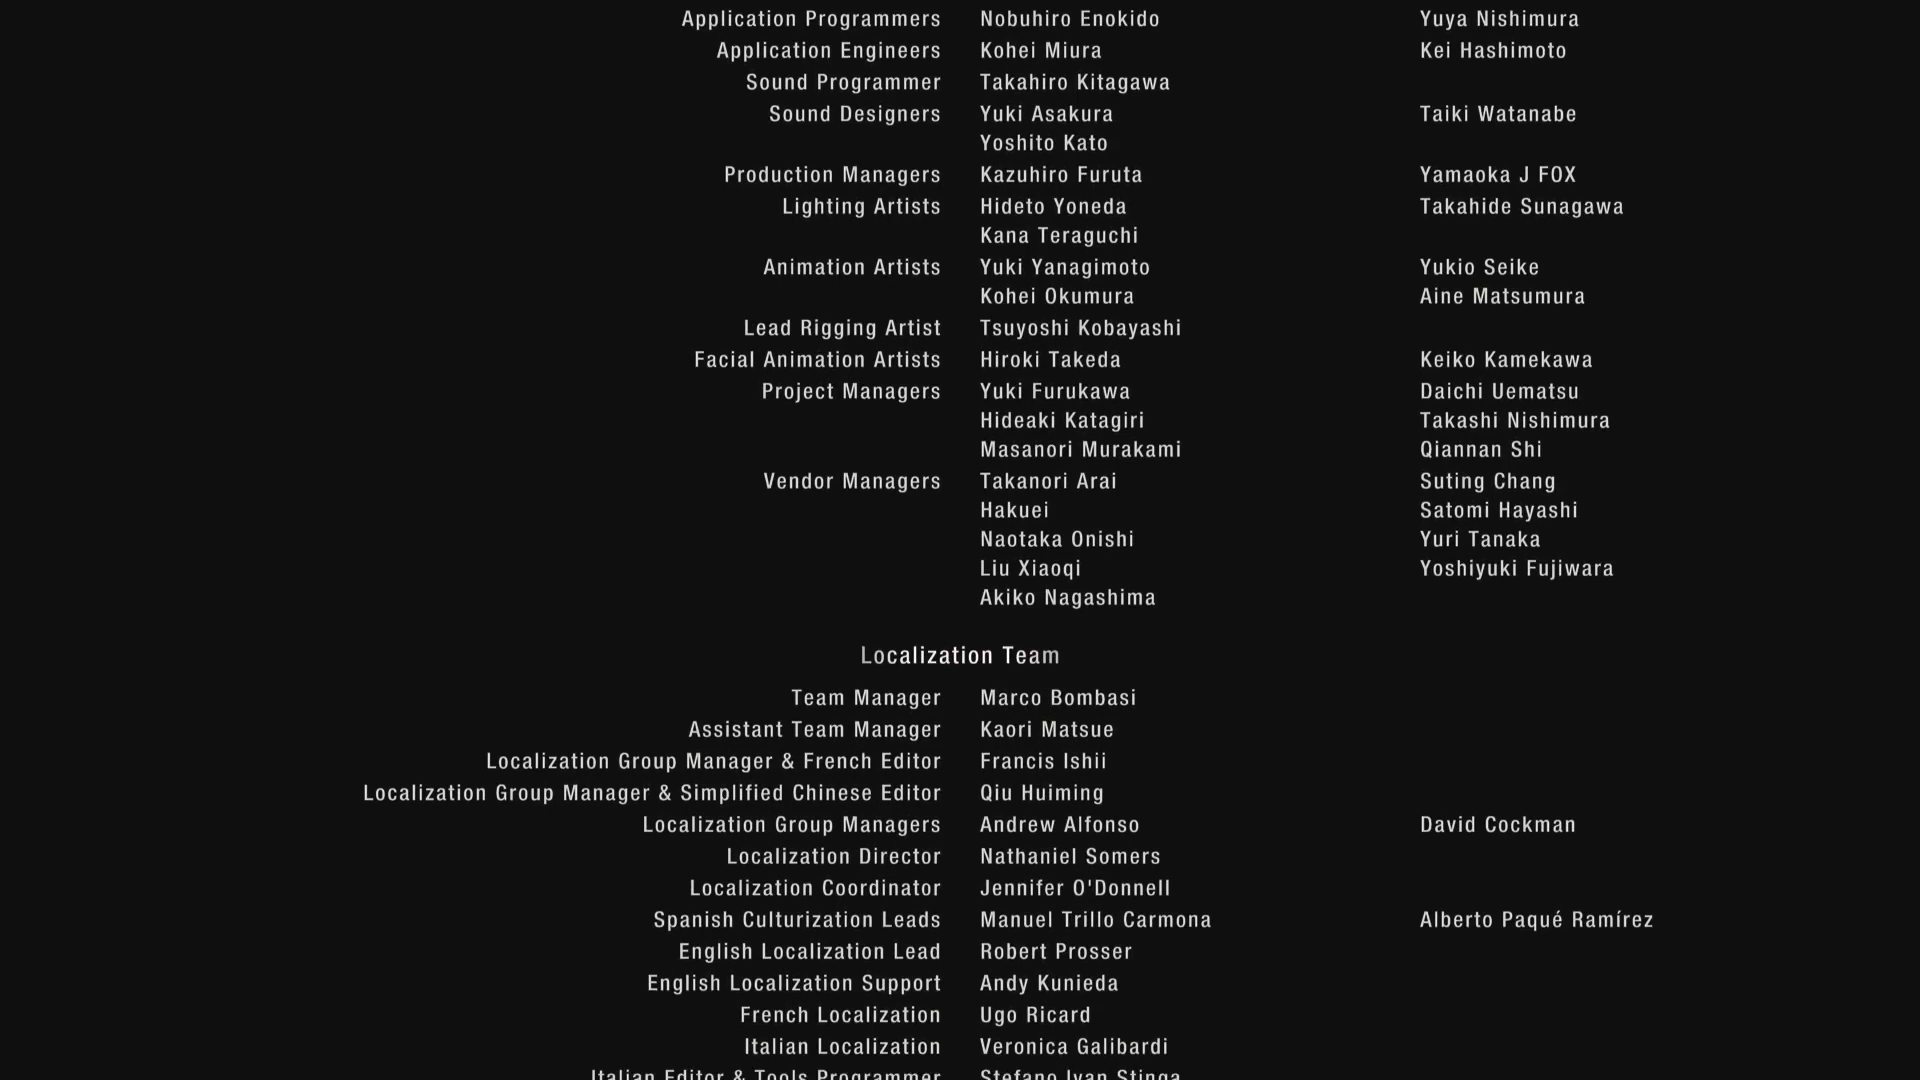 Application Programmers Nobuhiro Enokido Yuya Nishimura
Application Engineers Kohei Miura Kei Hashimoto
Sound Programmer Takahiro Kitagawa
Sound Designers Yuki Asakura Taiki Watanabe
Yoshito Kato
Production Managers Kazuhiro Furuta Yamaoka J FOX
Lighting Artists Hideto Yoneda Takahide Sunagawa
Kana Teraguchi
Animation Artists Yuki Yanagimoto Yukio Seike
Kohei Okumura Aine Matsumura
Lead Rigging Artist Tsuyoshi Kobayashi
Facial Animation Artists Hiroki Takeda Keiko Kamekawa
Project Managers Yuki Furukawa Daichi Uematsu
Hideaki Katagiri Takashi Nishimura
Masanori Murakami Qiannan Shi
Vendor Managers Takanori Arai Suting Chang
Hakuei Satomi Hayashi
Naotaka Onishi Yuri Tanaka
Liu Xiaoqi Yoshiyuki Fujiwara
Akiko Nagashima
Localization Team
Team Manager Marco Bombasi
Assistant Team Manager Kaori Matsue
Localization Group Manager & French Editor Francis Ishii
Localization Group Manager & Simplified Chinese Editor Qiu Huiming
Localization Group Managers Andrew Alfonso David Cockman
Localization Director Nathaniel Somers
Localization Coordinator Jennifer O'Donnell
Spanish Culturization Leads Manuel Trillo Carmona Alberto Paqué Ramírez
English Localization Lead Robert Prosser
English Localization Support Andy Kunieda
French Localization Ugo Ricard
Italian Localization Veronica Galibardi
Italian Editor & Tools Programmer Stefano Ivan Stinga